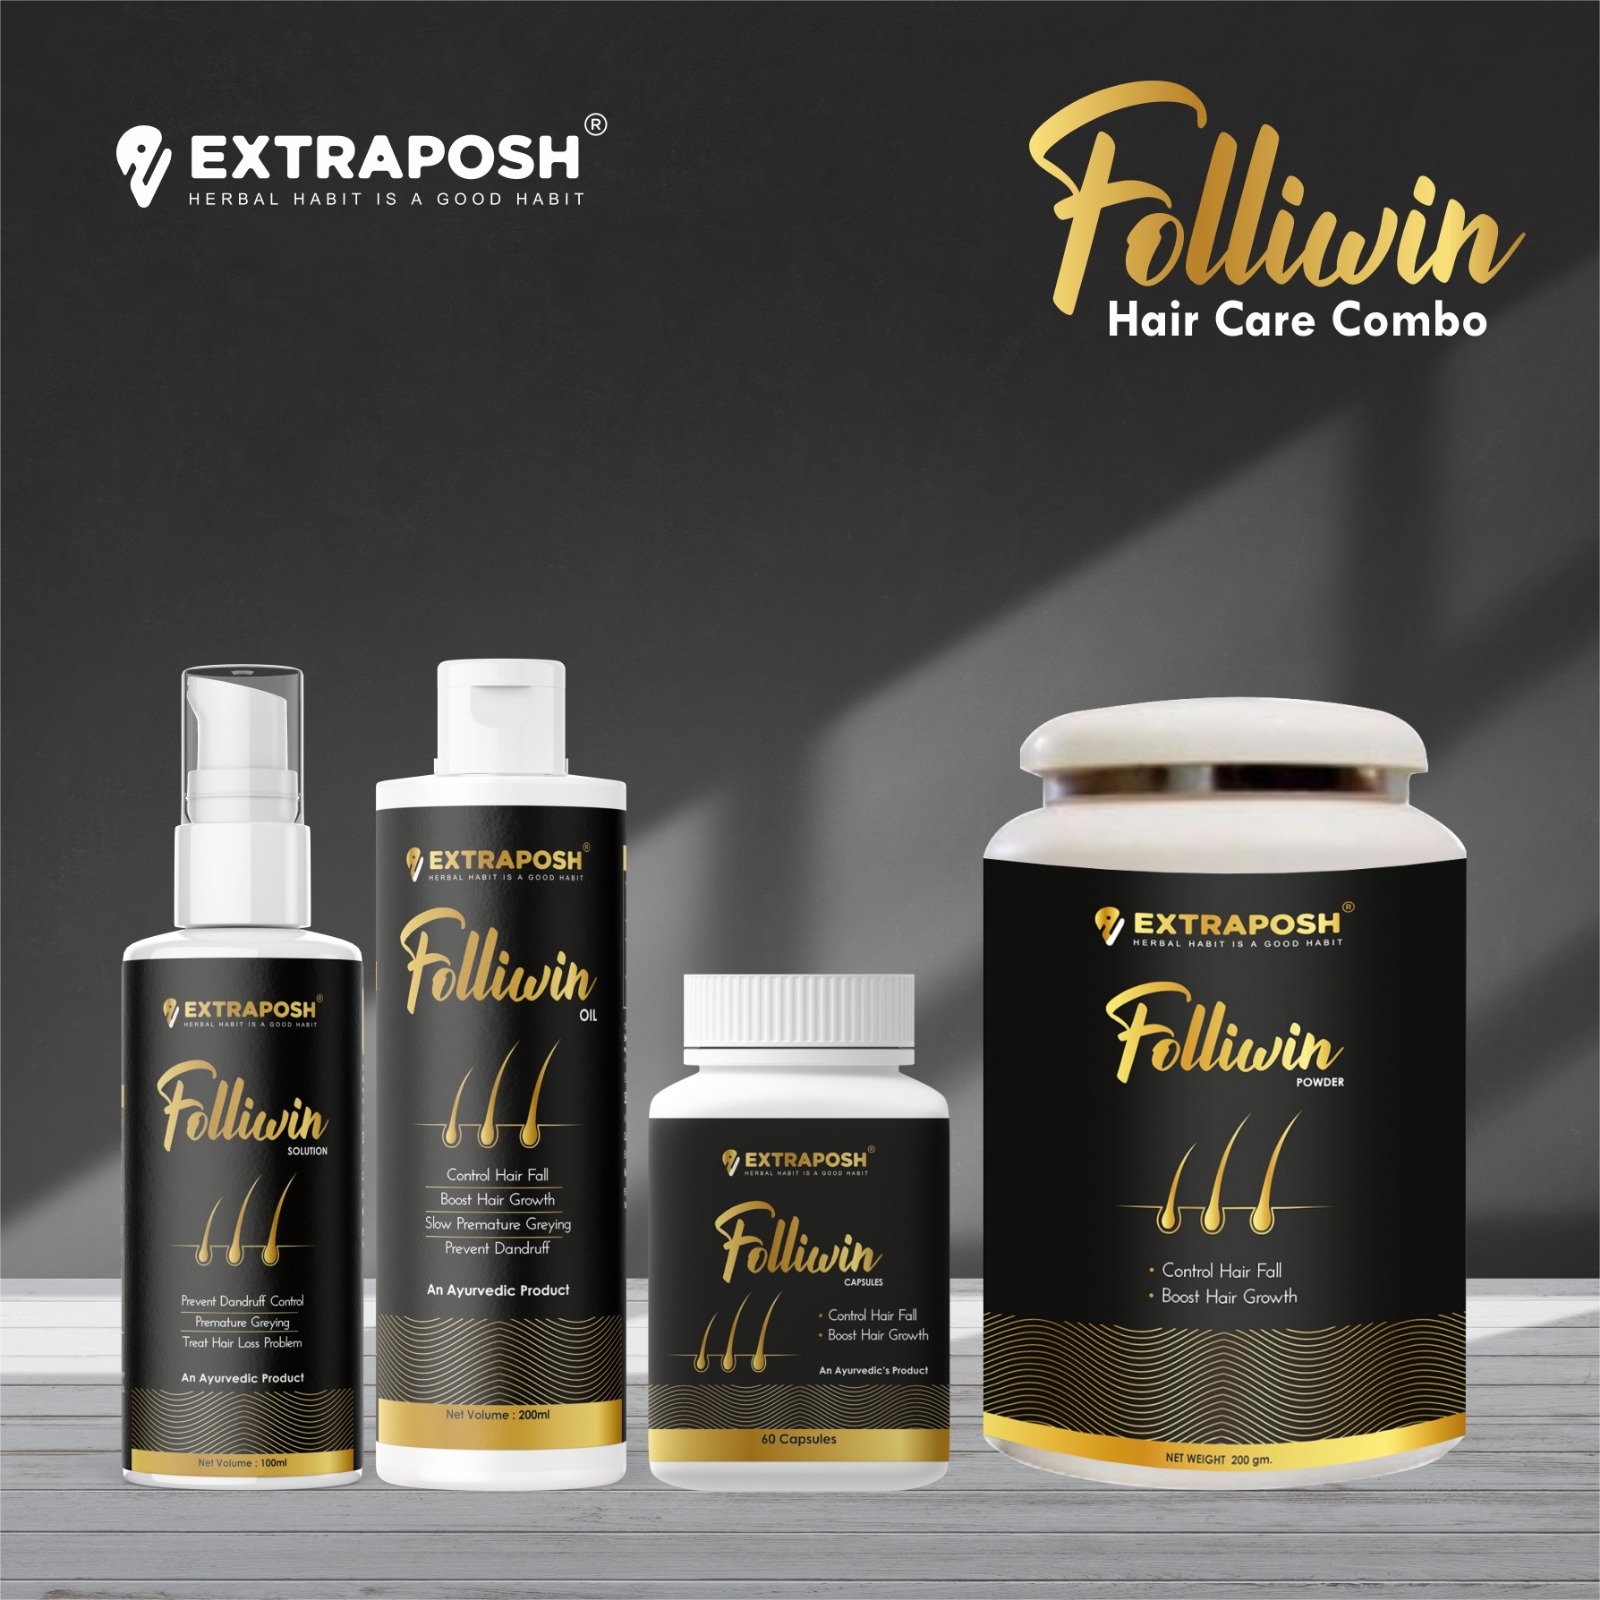 EXTRAPOSH®
HERBAL HABIT IS A GOOD HABIT
Folliwin
Hair Care Combo
EXTRAPOSH®
HERBAL HABIT IS A GOOD HABIT
Folliwin
SOLUTION
Prevent Dandruff Control
Premature Greying
Treat Hair Loss Problem
An Ayurvedic Product
Net Volume : 100ml
EXTRAPOSH®
HERBAL HABIT IS A GOOD HABIT
Folliwin
OIL
Control Hair Fall
Boost Hair Growth
Slow Premature Greying
Prevent Dandruff
An Ayurvedic Product
Net Volume : 200ml
EXTRAPOSH®
HERBAL HABIT IS A GOOD HABIT
Folliwin
CAPSULES
• Control Hair Fall
• Boost Hair Growth
An Ayurvedic's Product
60 Capsules
EXTRAPOSH®
HERBAL HABIT IS A GOOD HABIT
Folliwin
POWDER
• Control Hair Fall
• Boost Hair Growth
NET WEIGHT 200 gm.